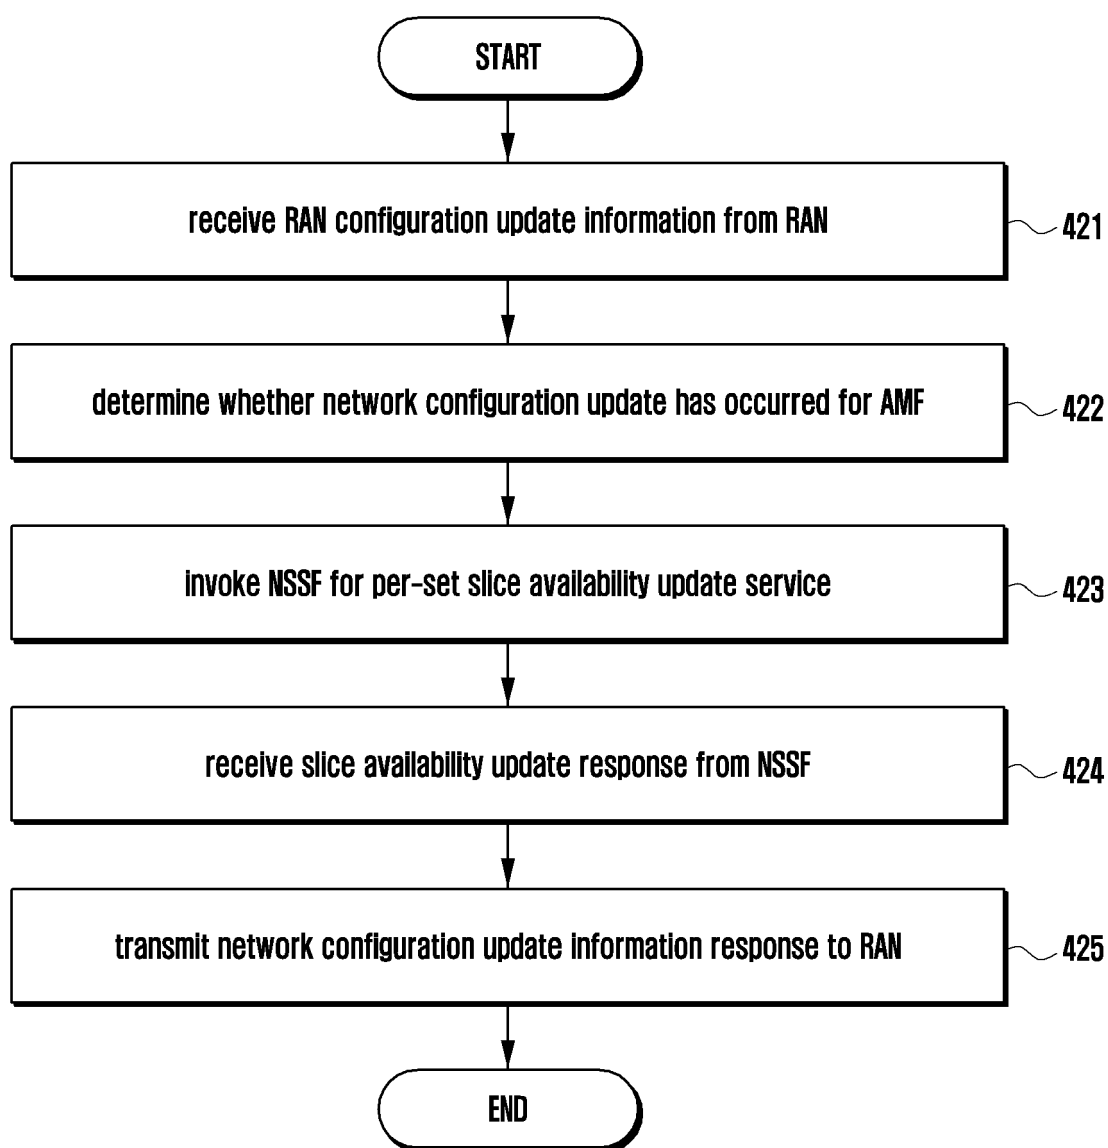 START
receive RAN configuration update information from RAN
421
determine whether network configuration update has occurred for AMF
422
invoke NSSF for per-set slice availability update service
423
receive slice availability update response from NSSF
424
transmit network configuration update information response to RAN
425
END